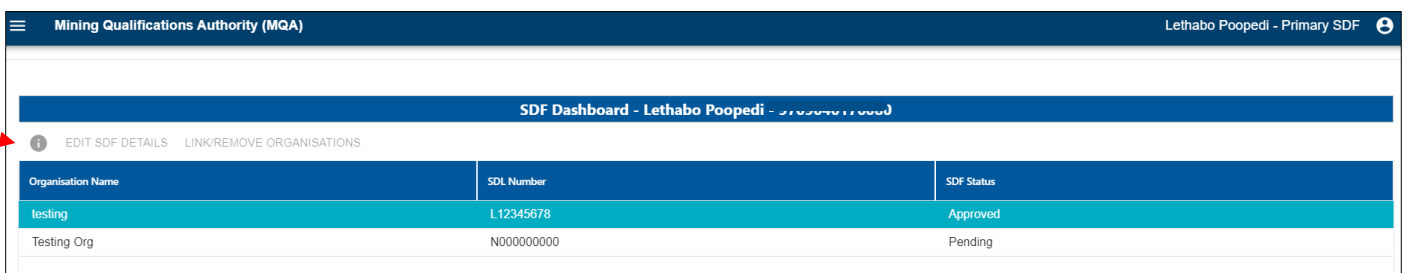 Mining Qualifications Authority (MQA) Lethabo Poopedi - Primary SDF
SDF Dashboard - Lethabo Poopedi -
EDIT SDF DETAILS LINK/REMOVE ORGANISATIONS
Organisation Name SDL Number SDF Status
testing L12345678 Approved
Testing Org N000000000 Pending